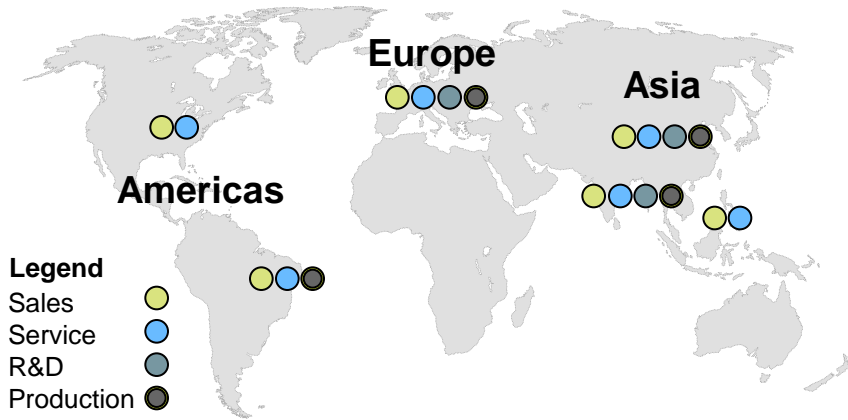 Europe
Asia
Americas
Legend
Sales
Service
R&D
Production